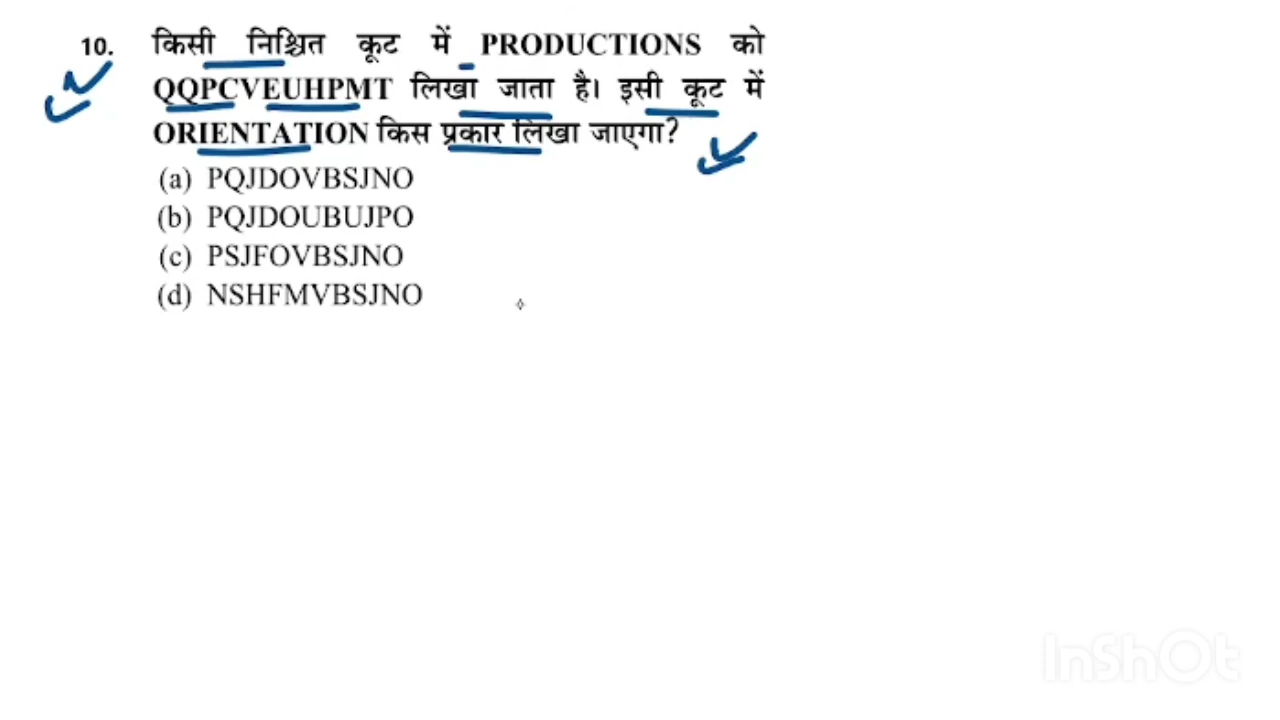 10. किसी निश्चित कूट में PRODUCTIONS को
QQPCVEUHPMT लिखा जाता है। इसी कूट में
ORIENTATION किस प्रकार लिखा जाएगा?
(a) PQJDOVBSJNO
(b) PQJDOUBUJPO
(c) PSJFOVBSJNO
(d) NSHFMVBSJNO
InShOt